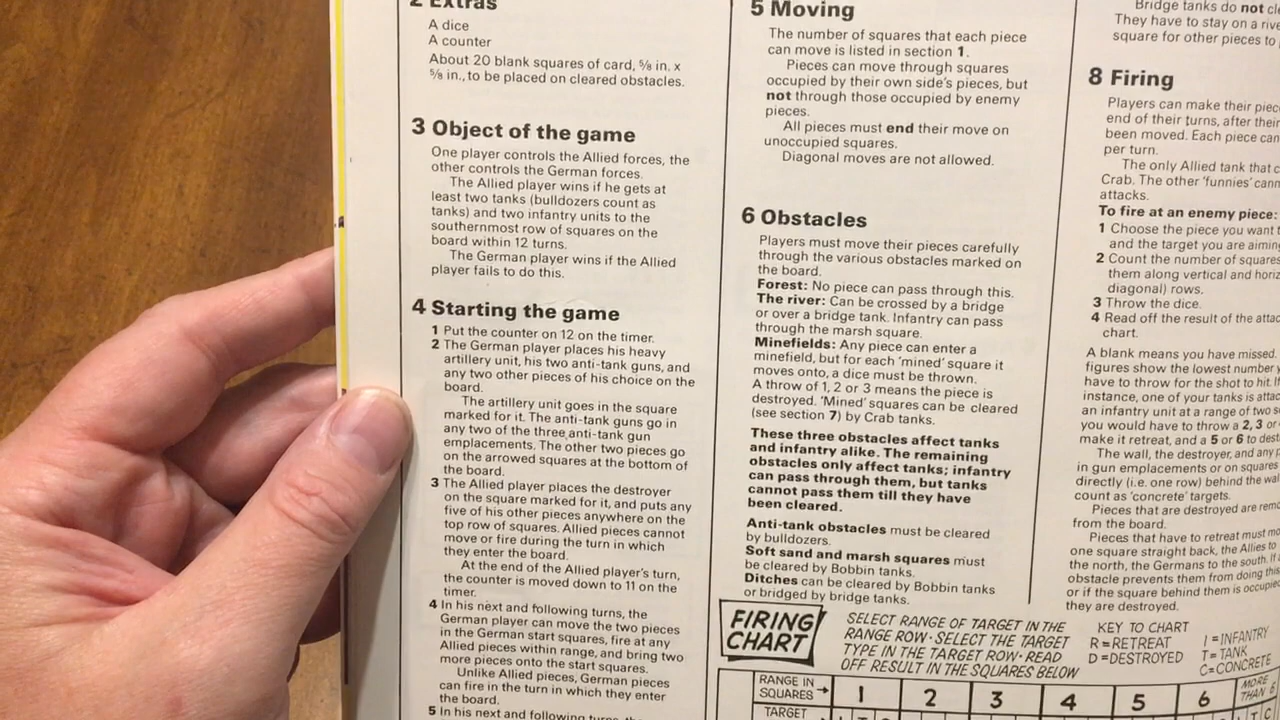 2 Extras
A dice
A counter
About 20 blank squares of card, ⅝ in. x
⅝ in., to be placed on cleared obstacles.
3 Object of the game
One player controls the Allied forces, the
other controls the German forces.
The Allied player wins if he gets at
least two tanks (bulldozers count as
tanks) and two infantry units to the
southernmost row of squares on the
board within 12 turns.
The German player wins if the Allied
player fails to do this.
4 Starting the game
1 Put the counter on 12 on the timer.
2 The German player places his heavy
artillery unit, his two anti-tank guns, and
any two other pieces of his choice on the
board.
The artillery unit goes in the square
marked for it. The anti-tank guns go in
any two of the three anti-tank gun
emplacements. The other two pieces go
on the arrowed squares at the bottom of
the board.
3 The Allied player places the destroyer
on the square marked for it, and puts any
five of his other pieces anywhere on the
top row of squares. Allied pieces cannot
move or fire during the turn in which
they enter the board.
At the end of the Allied player's turn,
the counter is moved down to 11 on the
timer.
4 In his next and following turns, the
German player can move the two pieces
in the German start squares, fire at any
Allied pieces within range, and bring two
more pieces onto the start squares.
Unlike Allied pieces, German pieces
can fire in the turn in which they enter
the board.
5 In his next and following turns, the
5 Moving
The number of squares that each piece
can move is listed in section 1.
Pieces can move through squares
occupied by their own side's pieces, but
not through those occupied by enemy
pieces.
All pieces must end their move on
unoccupied squares.
Diagonal moves are not allowed.
6 Obstacles
Players must move their pieces carefully
through the various obstacles marked on
the board.
Forest: No piece can pass through this.
The river: Can be crossed by a bridge
or over a bridge tank. Infantry can pass
through the marsh square.
Minefields: Any piece can enter a
minefield, but for each 'mined' square it
moves onto, a dice must be thrown.
A throw of 1, 2 or 3 means the piece is
destroyed. 'Mined' squares can be cleared
(see section 7) by Crab tanks.
These three obstacles affect tanks
and infantry alike. The remaining
obstacles only affect tanks; infantry
can pass through them, but tanks
cannot pass them till they have
been cleared.
Anti-tank obstacles must be cleared
by bulldozers.
Soft sand and marsh squares must
be cleared by Bobbin tanks.
Ditches can be cleared by Bobbin tanks
or bridged by bridge tanks.
Bridge tanks do not
They have to stay on a
square for other pieces to
8 Firing
Players can make their
end of their turns, after their
been moved. Each piece can
per turn.
The only Allied tank that
Crab. The other 'funnies'
attacks.
To fire at an enemy piece:
1 Choose the piece you want
and the target you are
2 Count the number of squares
them along vertical and
diagonal) rows.
3 Throw the dice.
4 Read off the result of the
chart.
A blank means you have missed.
figures show the lowest number
have to throw for the shot to hit.
instance, one of your tanks is
an infantry unit at a range of two
you would have to throw a 2, 3 or
make it retreat, and a 5 or 6 to
The wall, the destroyer, and any
in gun emplacements or on squares
directly (i.e. one row) behind the
count as 'concrete' targets.
Pieces that are destroyed are
from the board.
Pieces that have to retreat must
one square straight back, the Allies to
the north, the Germans to the south.
obstacle prevents them from doing this
or if the square behind them is
they are destroyed.
FIRING
CHART
SELECT RANGE OF TARGET IN THE
RANGE ROW · SELECT THE TARGET
TYPE IN THE TARGET ROW · READ
OFF RESULT IN THE SQUARES BELOW
KEY TO CHART
R = RETREAT
D = DESTROYED
I = INFANTRY
T = TANK
C = CONCRETE
RANGE IN
SQUARES → 1 2 3 4 5 6 MORE THAN 6
TARGET